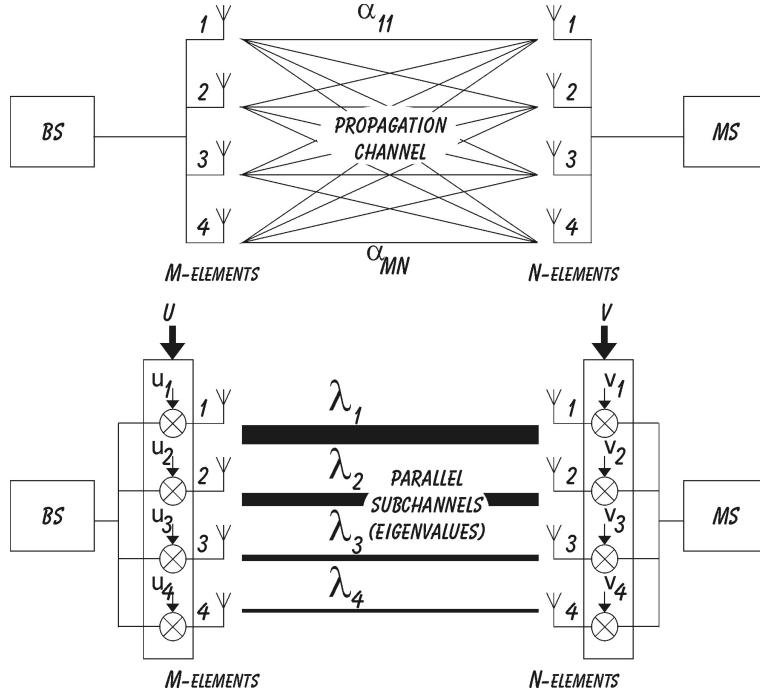 α11
1
1
2
2
BS
PROPAGATION
CHANNEL
MS
3
3
4
4
αMN
M-ELEMENTS
N-ELEMENTS
U
V
u1
1
λ1
1
v1
u2
2
λ2
2
v2
BS
PARALLEL
SUBCHANNELS
(EIGENVALUES)
MS
u3
3
λ3
3
v3
u4
4
λ4
4
v4
M-ELEMENTS
N-ELEMENTS